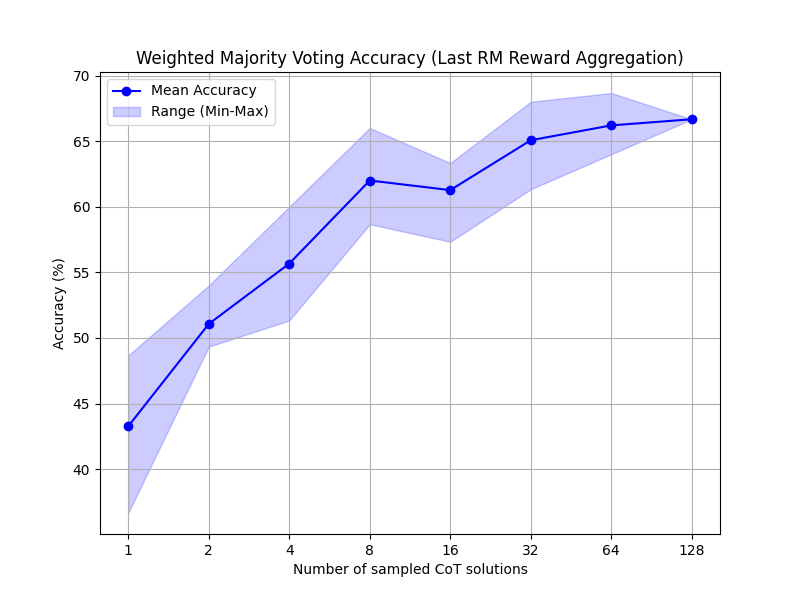 Weighted Majority Voting Accuracy (Last RM Reward Aggregation)
Mean Accuracy
Range (Min-Max)
Accuracy (%)
70
65
60
55
50
45
40
1 2 4 8 16 32 64 128
Number of sampled CoT solutions